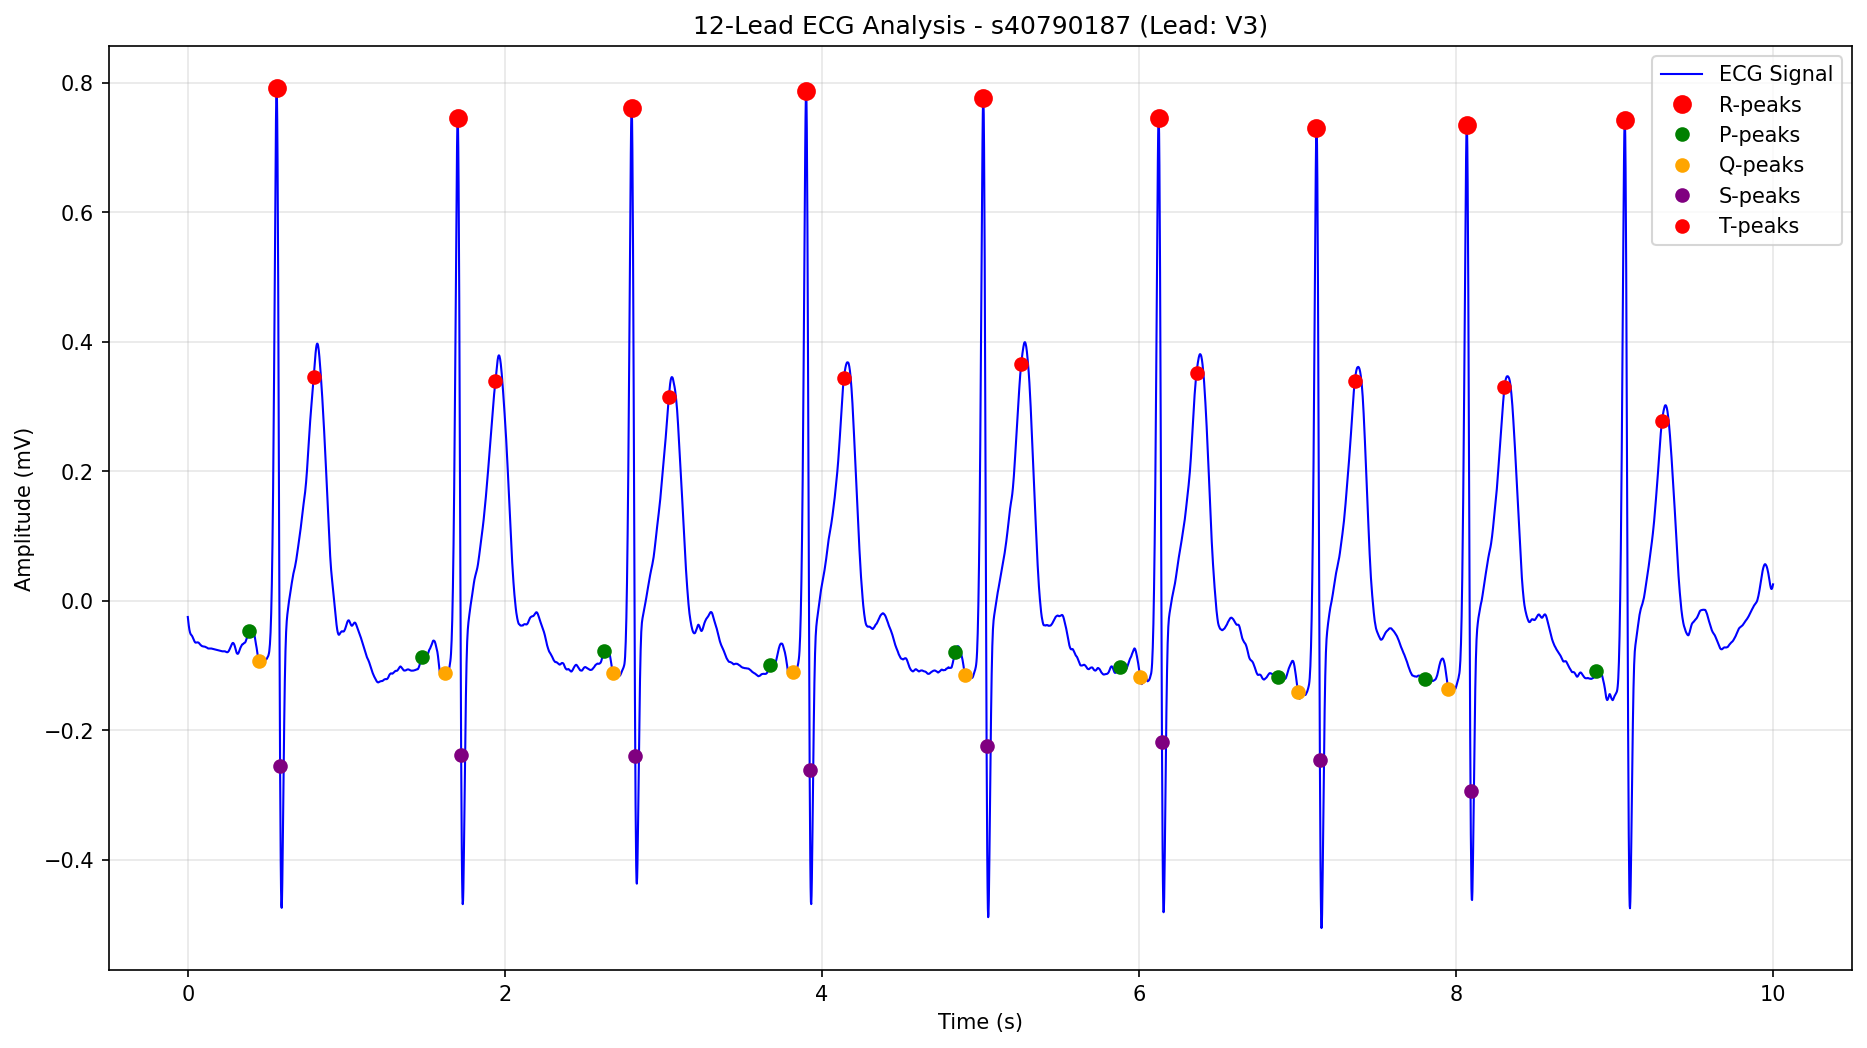 12-Lead ECG Analysis - s40790187 (Lead: V3)
ECG Signal
R-peaks
P-peaks
Q-peaks
S-peaks
T-peaks
Amplitude (mV)
0.8
0.6
0.4
0.2
0.0
−0.2
−0.4
0 2 4 6 8 10
Time (s)